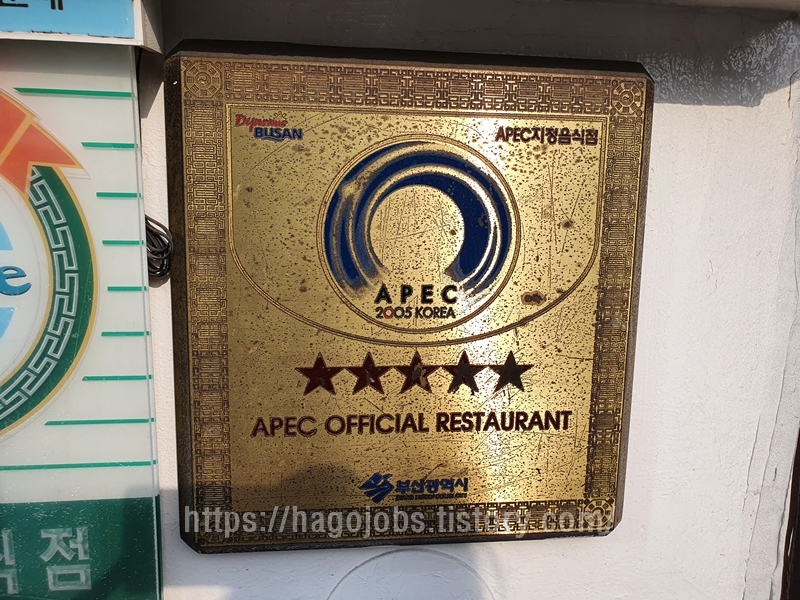 Dynamic
BUSAN
APEC지정음식점
APEC
2005 KOREA
APEC OFFICIAL RESTAURANT
부산광역시
https://hagojobs.tistory.com/
점